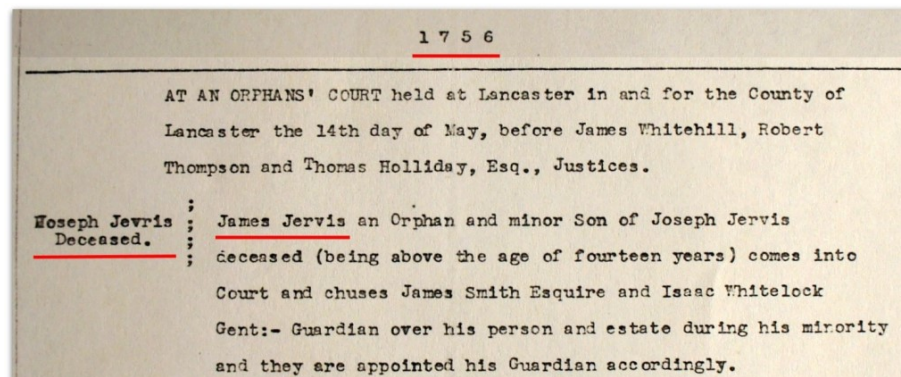 1 7 5 6
AT AN ORPHANS' COURT held at Lancaster in and for the County of
Lancaster the 14th day of May, before James Whitehill, Robert
Thompson and Thomas Holliday, Esq., Justices.
Hoseph Jevris ; James Jervis an Orphan and minor Son of Joseph Jervis
Deceased. ; deceased (being above the age of fourteen years) comes into
Court and chuses James Smith Esquire and Isaac Whitelock
Gent:- Guardian over his person and estate during his minority
and they are appointed his Guardian accordingly.